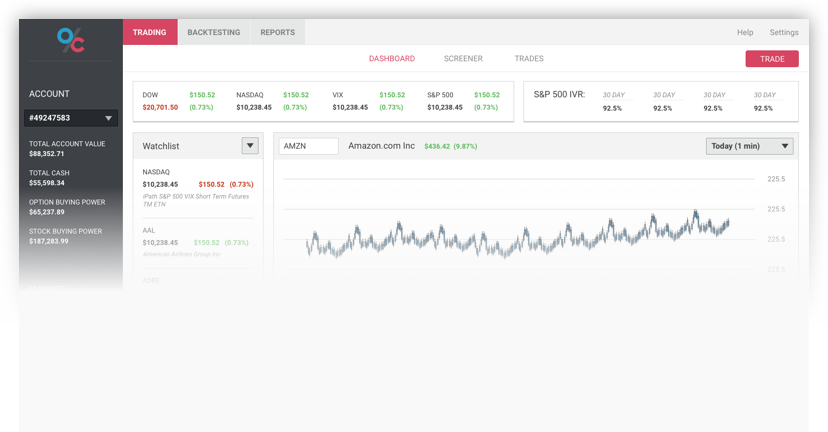 TRADING BACKTESTING REPORTS Help Settings
DASHBOARD SCREENER TRADES TRADE
ACCOUNT
#49247583
TOTAL ACCOUNT VALUE
$88,352.71
TOTAL CASH
$55,598.34
OPTION BUYING POWER
$65,237.89
STOCK BUYING POWER
$187,283.99
DOW $150.52 NASDAQ $150.52 VIX $150.52 S&P 500 $150.52
$20,701.50 (0.73%) $10,238.45 (0.73%) $10,238.45 (0.73%) $10,238.45 (0.73%)
S&P 500 IVR: 30 DAY 30 DAY 30 DAY 30 DAY
92.5% 92.5% 92.5% 92.5%
Watchlist
NASDAQ
$10,238.45 $150.52 (0.73%)
iPath S&P 500 VIX Short Term Futures
TM ETN
AAL
$10,238.45 $150.52 (0.73%)
American Airlines Group Inc
AMZN Amazon.com Inc $436.42 (9.87%) Today (1 min)
225.5
225.5
225.5
225.5